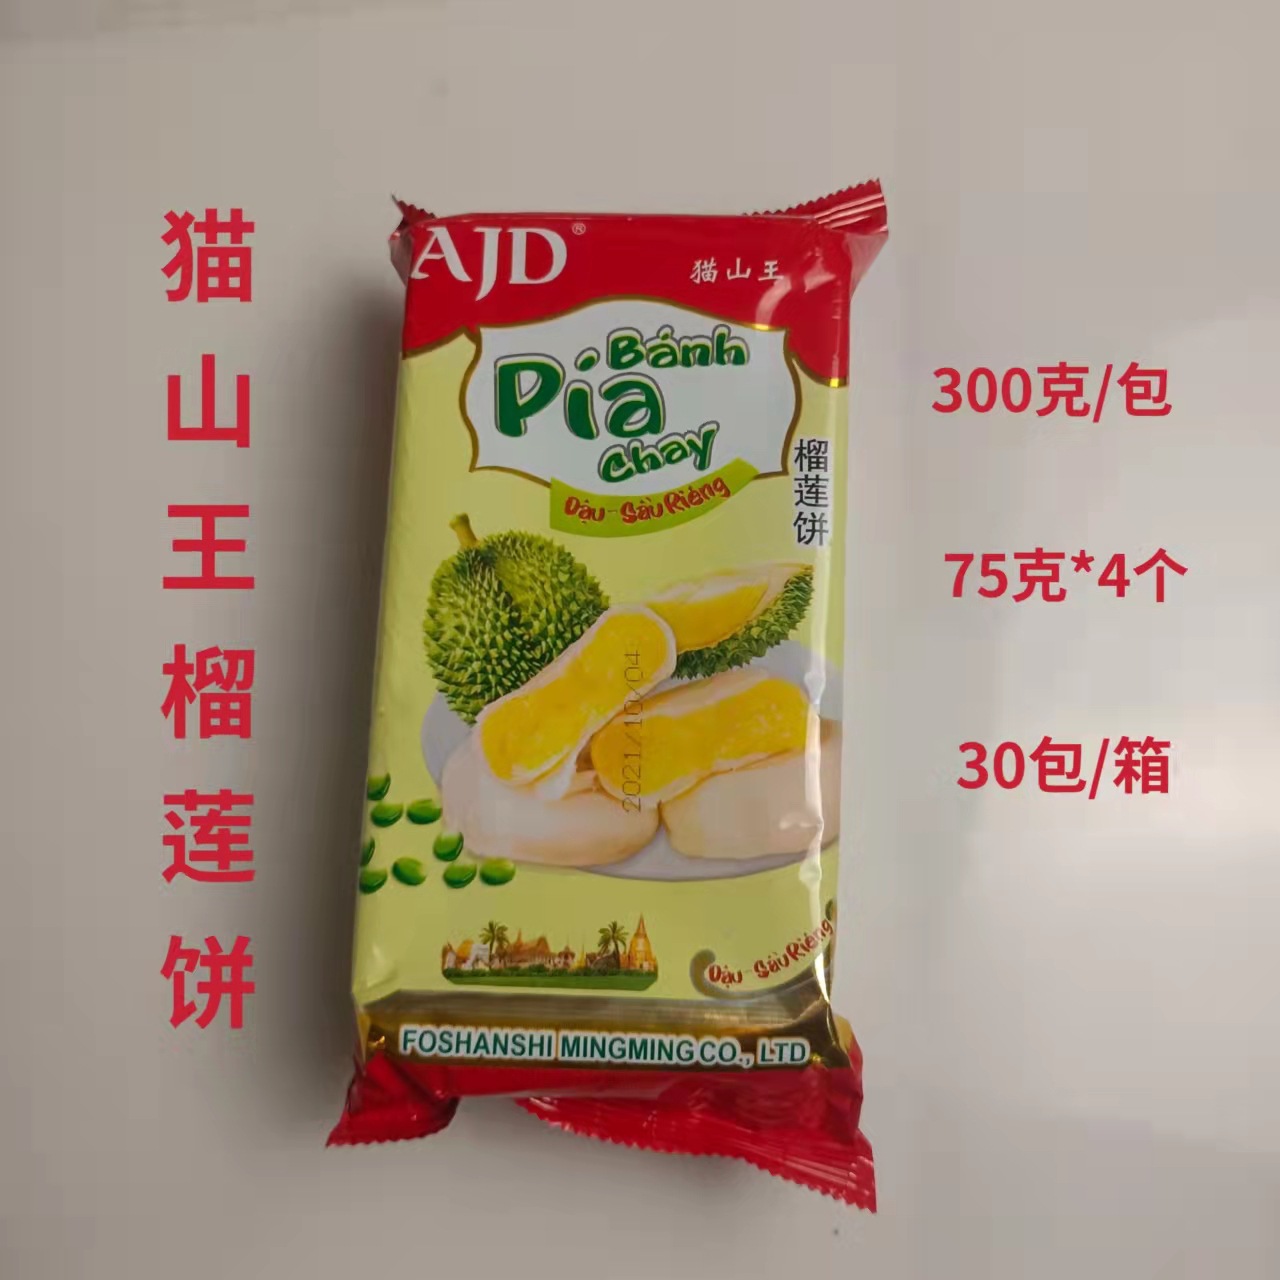 猫山王榴莲饼
AJD®
猫山王
Bánh
Pía
Chay
Dậu-Sầu Riêng
榴莲饼
2021/10/04
Dậu-Sầu Riêng
FOSHANSHI MINGMING CO., LTD
300克/包
75克*4个
30包/箱